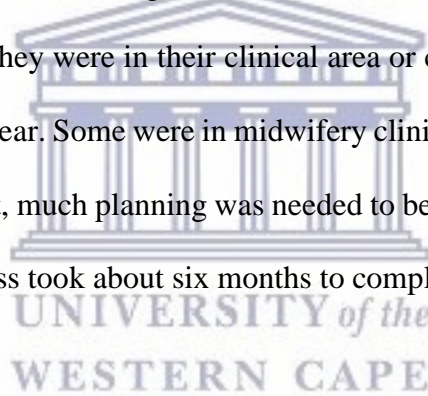 they were in their clinical area or
ear. Some were in midwifery clini
, much planning was needed to be
ss took about six months to compl
UNIVERSITY of the
WESTERN CAPE